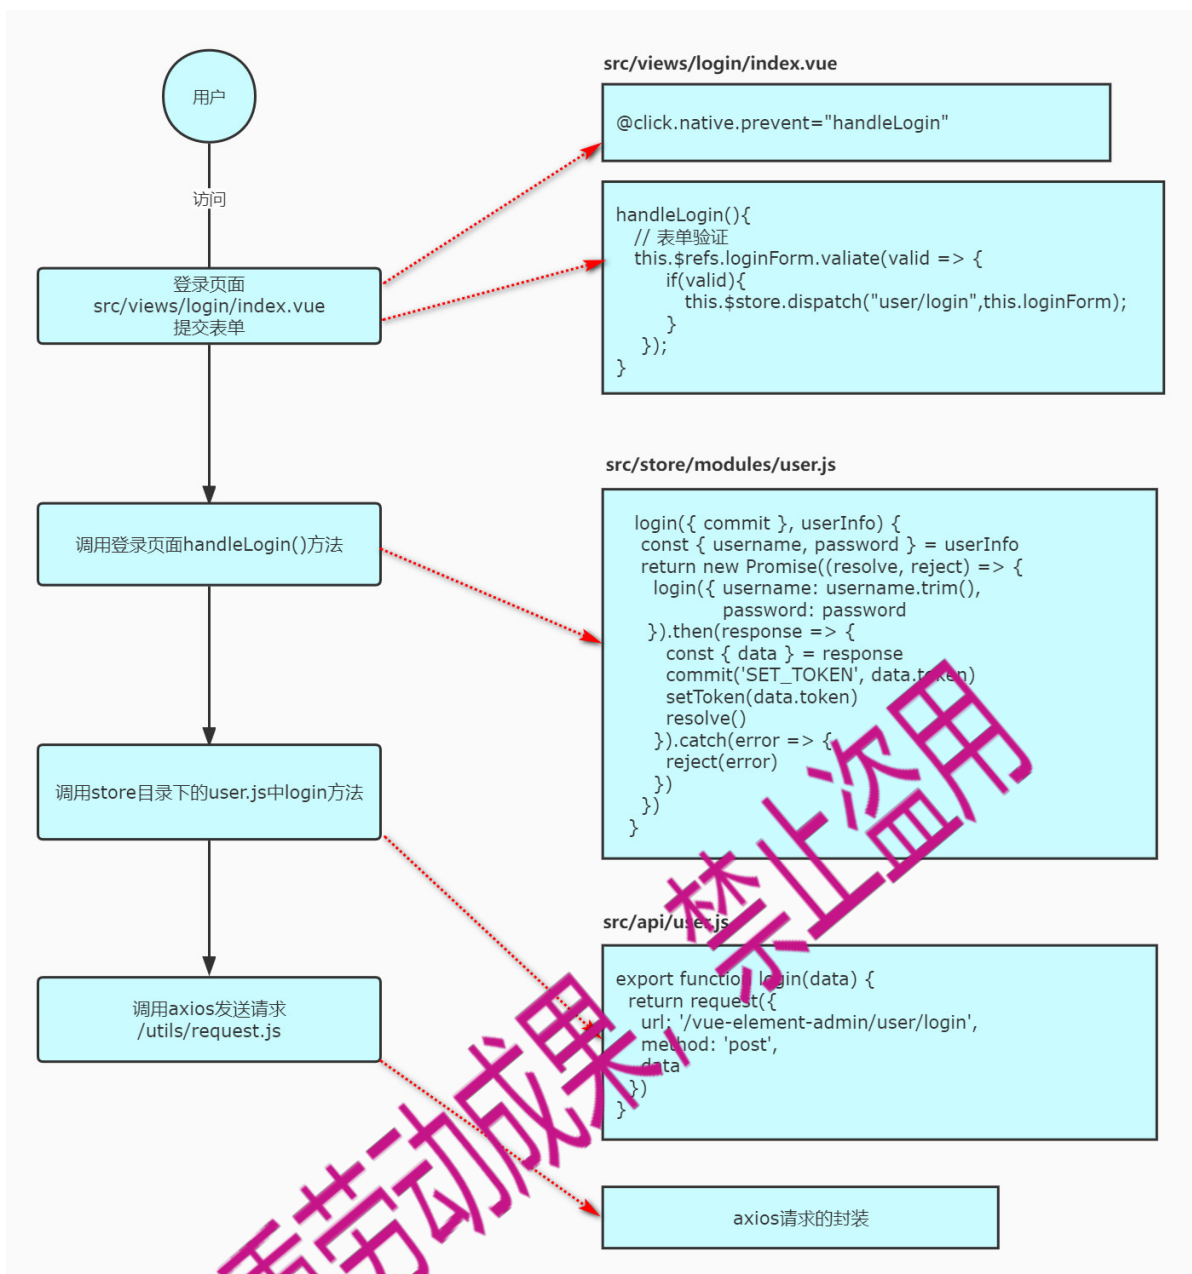 用户
访问
登录页面
src/views/login/index.vue
提交表单
调用登录页面handleLogin()方法
调用store目录下的user.js中login方法
调用axios发送请求
/utils/request.js
src/views/login/index.vue
@click.native.prevent="handleLogin"
handleLogin(){
// 表单验证
this.$refs.loginForm.valiate(valid => {
if(valid){
this.$store.dispatch("user/login",this.loginForm);
}
});
}
src/store/modules/user.js
login({ commit }, userInfo) {
const { username, password } = userInfo
return new Promise((resolve, reject) => {
login({ username: username.trim(),
password: password
}).then(response => {
const { data } = response
commit('SET_TOKEN', data.token)
setToken(data.token)
resolve()
}).catch(error => {
reject(error)
})
})
}
src/api/user.js
export function login(data) {
return request({
url: '/vue-element-admin/user/login',
method: 'post',
data
})
}
axios请求的封装
劳动成果，禁止盗用